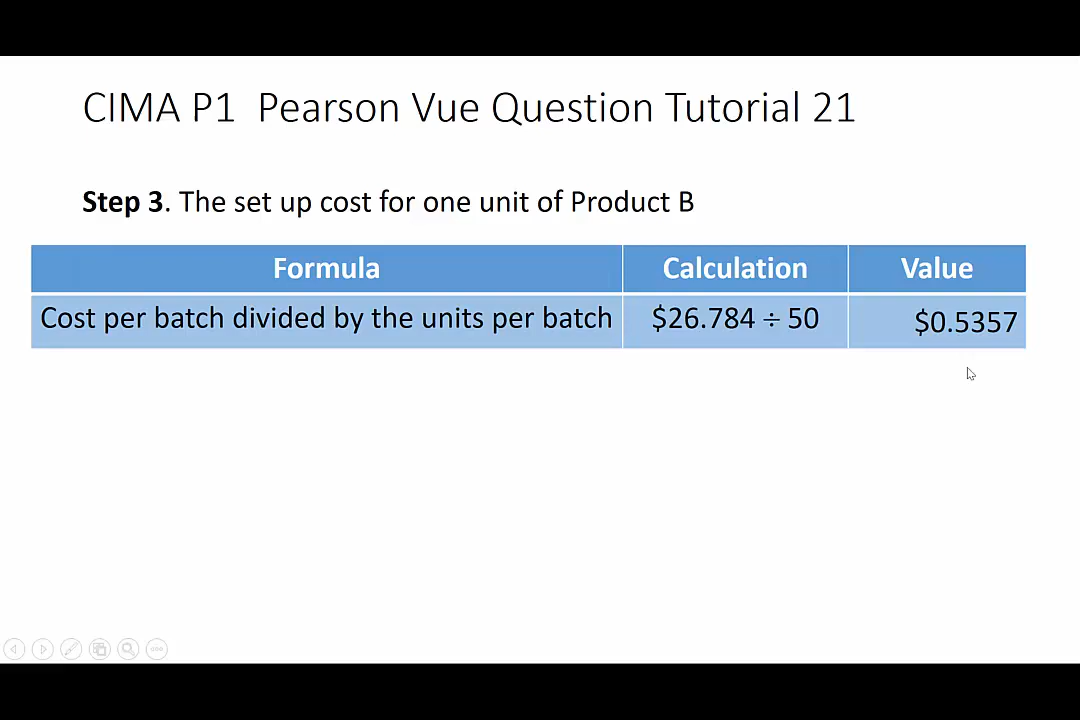 CIMA P1 Pearson Vue Question Tutorial 21
Step 3. The set up cost for one unit of Product B
Formula Calculation Value
Cost per batch divided by the units per batch $26.784 ÷ 50 $0.5357